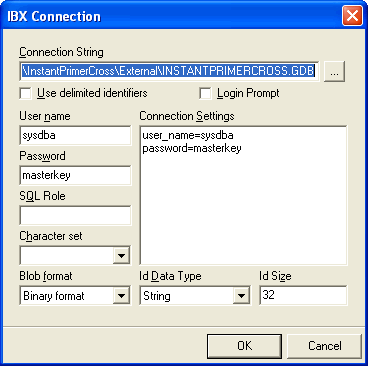 IBX Connection
Connection String
\InstantPrimerCross\External\INSTANTPRIMERCROSS.GDB
...
Use delimited identifiers
Login Prompt
User name
sysdba
Connection Settings
user_name=sysdba
password=masterkey
Password
masterkey
SQL Role
Character set
Blob format
Binary format
Id Data Type
String
Id Size
32
OK
Cancel